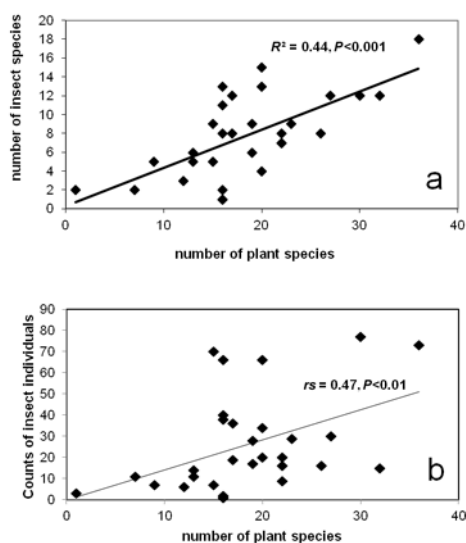 20
18
16
14
12
10
8
6
4
2
0
number of insect species
R² = 0.44, P<0.001
a
0 10 20 30 40
number of plant species
90
80
70
60
50
40
30
20
10
0
Counts of insect individuals
rs = 0.47, P<0.01
b
0 10 20 30 40
number of plant species